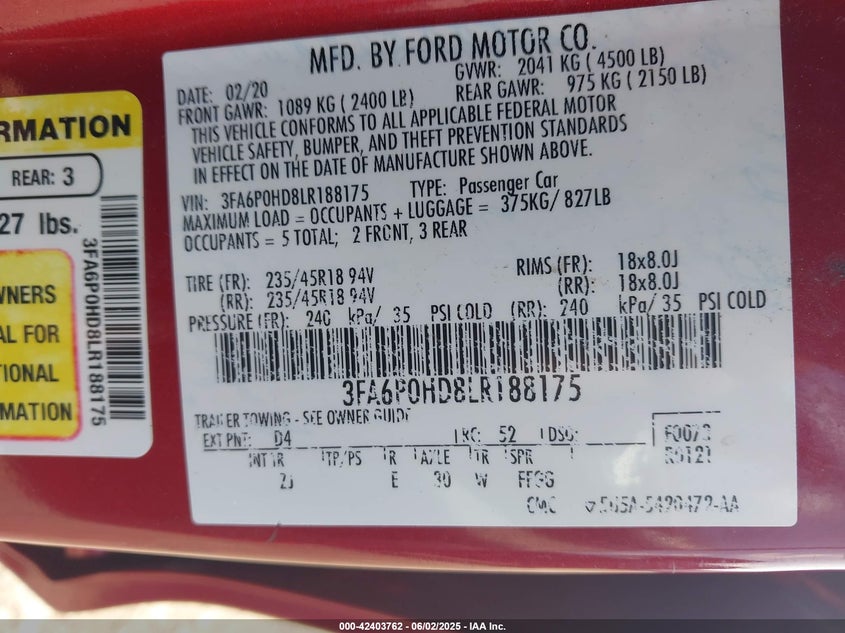 RMATION
REAR: 3
27 lbs.
WNERS
AL FOR
TIONAL
RMATION
3FA6P0HD8LR188175
MFD. BY FORD MOTOR CO.
DATE: 02/20
GVWR: 2041 KG ( 4500 LB)
FRONT GAWR: 1089 KG ( 2400 LB)
REAR GAWR: 975 KG ( 2150 LB)
THIS VEHICLE CONFORMS TO ALL APPLICABLE FEDERAL MOTOR
VEHICLE SAFETY, BUMPER, AND THEFT PREVENTION STANDARDS
IN EFFECT ON THE DATE OF MANUFACTURE SHOWN ABOVE.
VIN: 3FA6P0HD8LR188175 TYPE: Passenger Car
MAXIMUM LOAD = OCCUPANTS + LUGGAGE = 375KG/ 827LB
OCCUPANTS = 5 TOTAL; 2 FRONT, 3 REAR
TIRE (FR): 235/45R18 94V RIMS (FR): 18x8.0J
(RR): 235/45R18 94V (RR): 18x8.0J
PRESSURE (FR): 240 kPa/ 35 PSI COLD (RR): 240 kPa/ 35 PSI COLD
3FA6P0HD8LR188175
TRAILER TOWING - SEE OWNER GUIDE
EXT PNT: D4 RC: 52 DSO:
INT TR TP/PS R AXLE TR SPR
E W
CMC
000-42403762 - 06/02/2025 - IAA Inc.